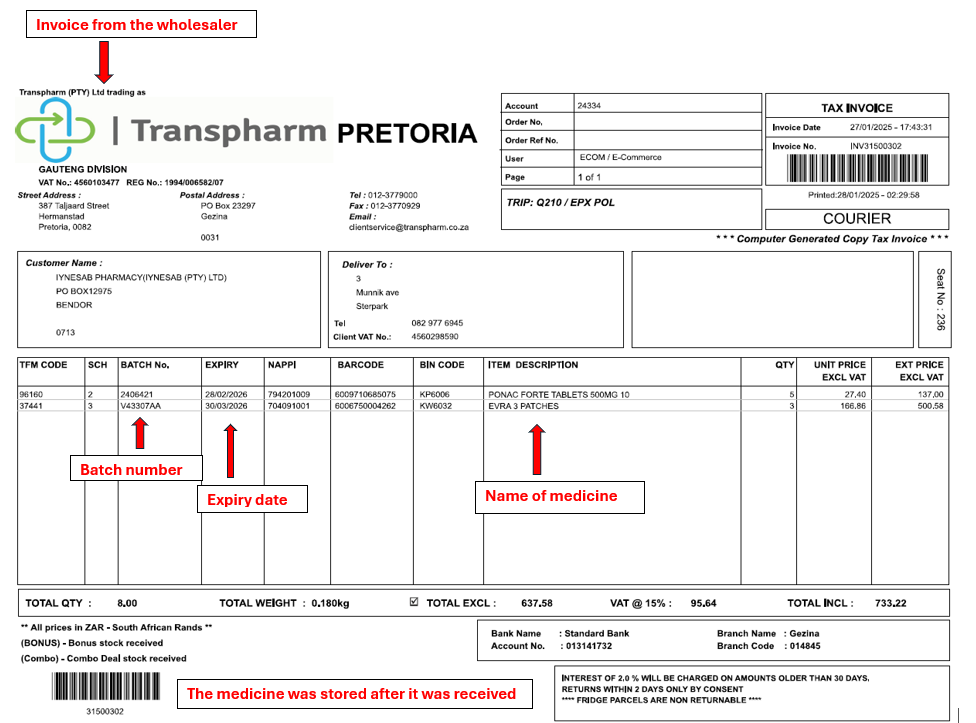 Invoice from the wholesaler
Transpharm (PTY) Ltd trading as
| Transpharm PRETORIA
GAUTENG DIVISION
VAT No.: 4560103477 REG No.: 1994/006582/07
Street Address :
387 Taljaard Street
Hermanstad
Pretoria, 0082
Postal Address :
PO Box 23297
Gezina
0031
Tel : 012-3779000
Fax : 012-3770929
Email :
clientservice@transpharm.co.za
Account 24334
Order No.
Order Ref No.
User ECOM / E-Commerce
Page 1 of 1
TRIP: Q210 / EPX POL
TAX INVOICE
Invoice Date 27/01/2025 - 17:43:31
Invoice No. INV31500302
Printed:28/01/2025 - 02:29:58
COURIER
* * * Computer Generated Copy Tax Invoice * * *
Customer Name :
IYNESAB PHARMACY(IYNESAB (PTY) LTD)
PO BOX12975
BENDOR
0713
Deliver To :
3
Munnik ave
Sterpark
Tel 082 977 6945
Client VAT No.: 4560298590
Seat No : 236
TFM CODE SCH BATCH No, EXPIRY NAPPI BARCODE BIN CODE ITEM DESCRIPTION QTY UNIT PRICE EXCL VAT EXT PRICE EXCL VAT
96160 2 2406421 28/02/2026 794201009 6009710685075 KP6006 PONAC FORTE TABLETS 500MG 10 5 27,40 137,00
37441 3 V43307AA 30/03/2026 704091001 6006750004262 KW6032 EVRA 3 PATCHES 3 166,86 500,58
Batch number
Expiry date
Name of medicine
TOTAL QTY : 8.00 TOTAL WEIGHT : 0.180kg TOTAL EXCL : 637.58 VAT @ 15% : 95.64 TOTAL INCL : 733.22
** All prices in ZAR - South African Rands **
(BONUS) - Bonus stock received
(Combo) - Combo Deal stock received
31500302
The medicine was stored after it was received
Bank Name : Standard Bank Branch Name : Gezina
Account No. : 013141732 Branch Code : 014845
INTEREST OF 2.0 % WILL BE CHARGED ON AMOUNTS OLDER THAN 30 DAYS.
RETURNS WITHIN 2 DAYS ONLY BY CONSENT
**** FRIDGE PARCELS ARE NON RETURNABLE ****